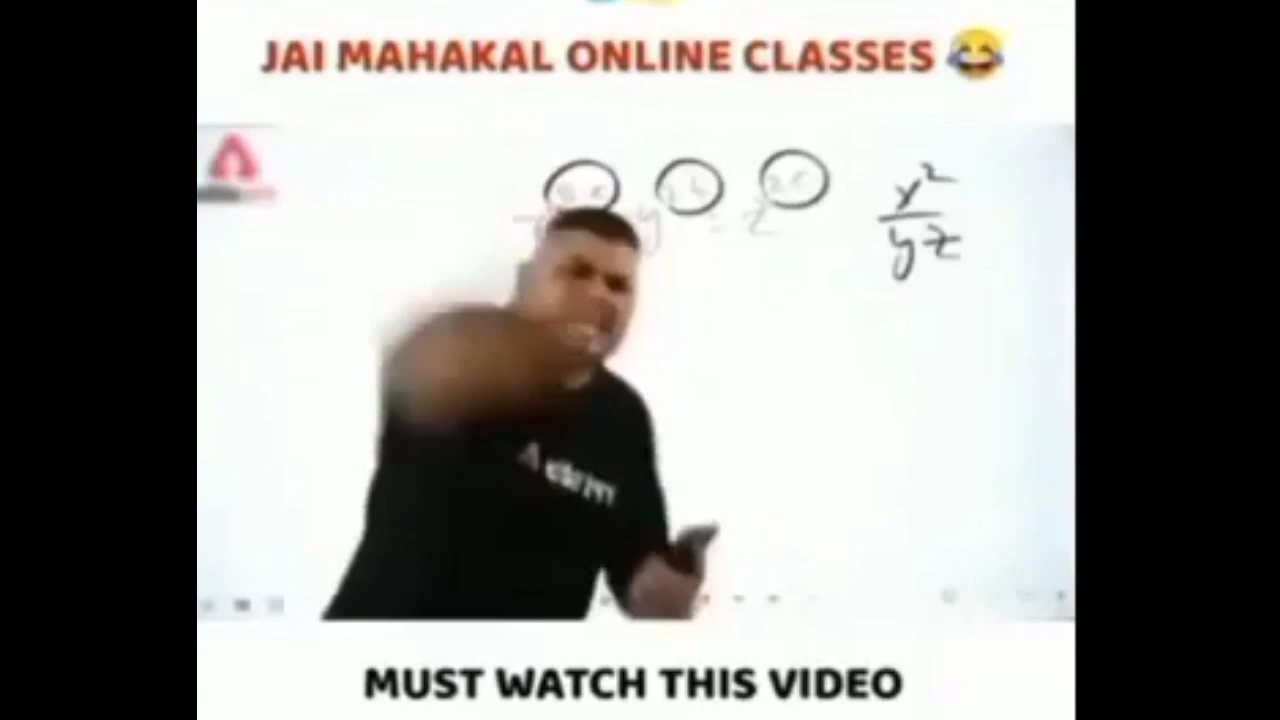 JAI MAHAKAL ONLINE CLASSES 😂
y = z
x²
yz
MUST WATCH THIS VIDEO